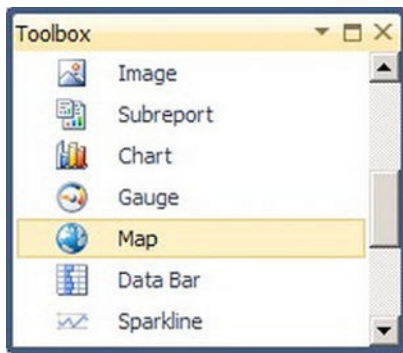 Toolbox
Image
Subreport
Chart
Gauge
Map
Data Bar
Sparkline